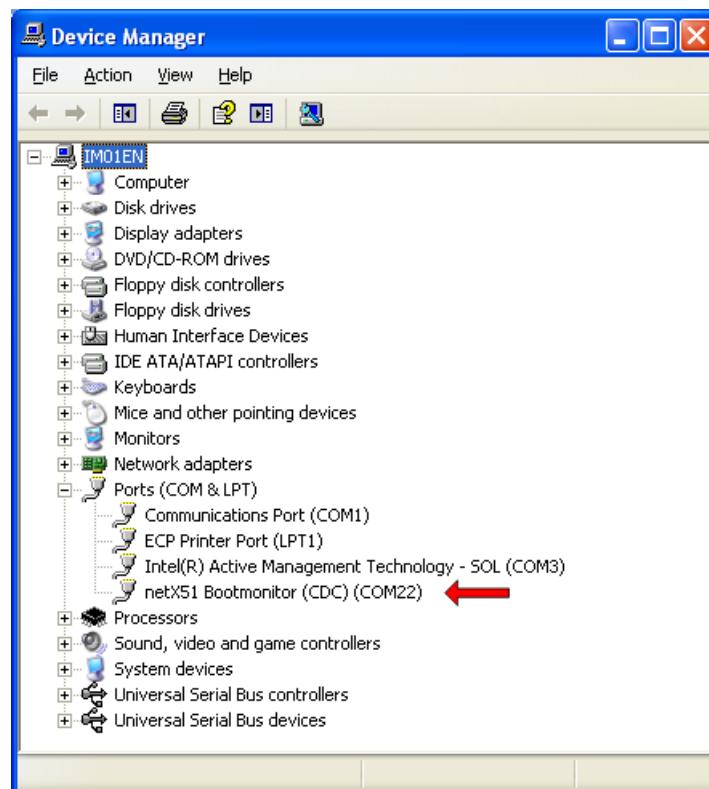 Device Manager
File Action View Help
IM01EN
Computer
Disk drives
Display adapters
DVD/CD-ROM drives
Floppy disk controllers
Floppy disk drives
Human Interface Devices
IDE ATA/ATAPI controllers
Keyboards
Mice and other pointing devices
Monitors
Network adapters
Ports (COM & LPT)
Communications Port (COM1)
ECP Printer Port (LPT1)
Intel(R) Active Management Technology - SOL (COM3)
netX51 Bootmonitor (CDC) (COM22)
Processors
Sound, video and game controllers
System devices
Universal Serial Bus controllers
Universal Serial Bus devices